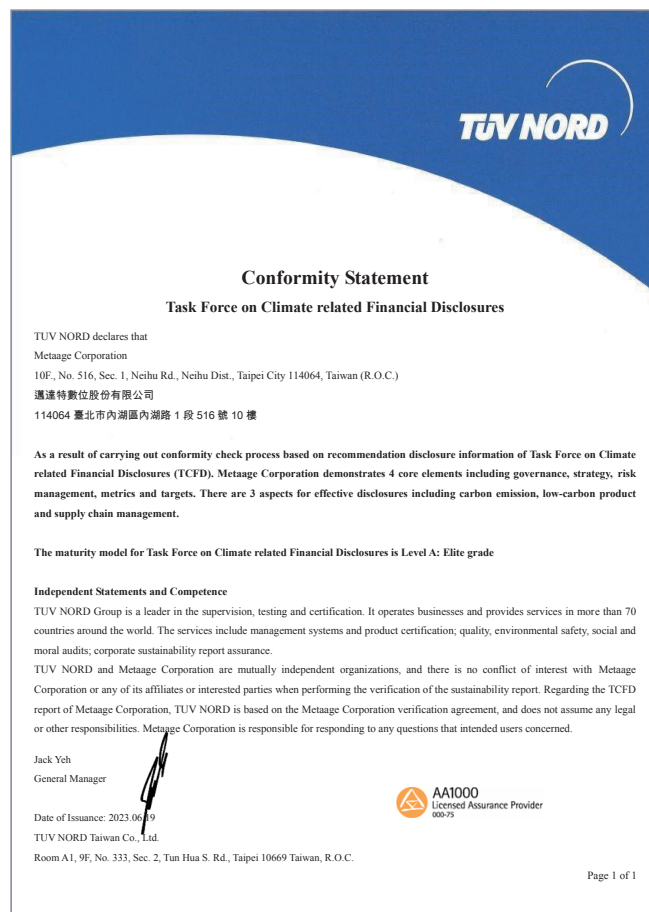 TÜV NORD
Conformity Statement
Task Force on Climate related Financial Disclosures
TUV NORD declares that
Metaage Corporation
10F., No. 516, Sec. 1, Neihu Rd., Neihu Dist., Taipei City 114064, Taiwan (R.O.C.)
邁達特數位股份有限公司
114064 臺北市內湖區內湖路 1 段 516 號 10 樓
As a result of carrying out conformity check process based on recommendation disclosure information of Task Force on Climate
related Financial Disclosures (TCFD). Metaage Corporation demonstrates 4 core elements including governance, strategy, risk
management, metrics and targets. There are 3 aspects for effective disclosures including carbon emission, low-carbon product
and supply chain management.
The maturity model for Task Force on Climate related Financial Disclosures is Level A: Elite grade
Independent Statements and Competence
TUV NORD Group is a leader in the supervision, testing and certification. It operates businesses and provides services in more than 70
countries around the world. The services include management systems and product certification; quality, environmental safety, social and
moral audits; corporate sustainability report assurance.
TUV NORD and Metaage Corporation are mutually independent organizations, and there is no conflict of interest with Metaage
Corporation or any of its affiliates or interested parties when performing the verification of the sustainability report. Regarding the TCFD
report of Metaage Corporation, TUV NORD is based on the Metaage Corporation verification agreement, and does not assume any legal
or other responsibilities. Metaage Corporation is responsible for responding to any questions that intended users concerned.
Jack Yeh
General Manager
AA1000
Licensed Assurance Provider
000-75
Date of Issuance: 2023.06.19
TUV NORD Taiwan Co., Ltd.
Room A1, 9F, No. 333, Sec. 2, Tun Hua S. Rd., Taipei 10669 Taiwan, R.O.C.
Page 1 of 1